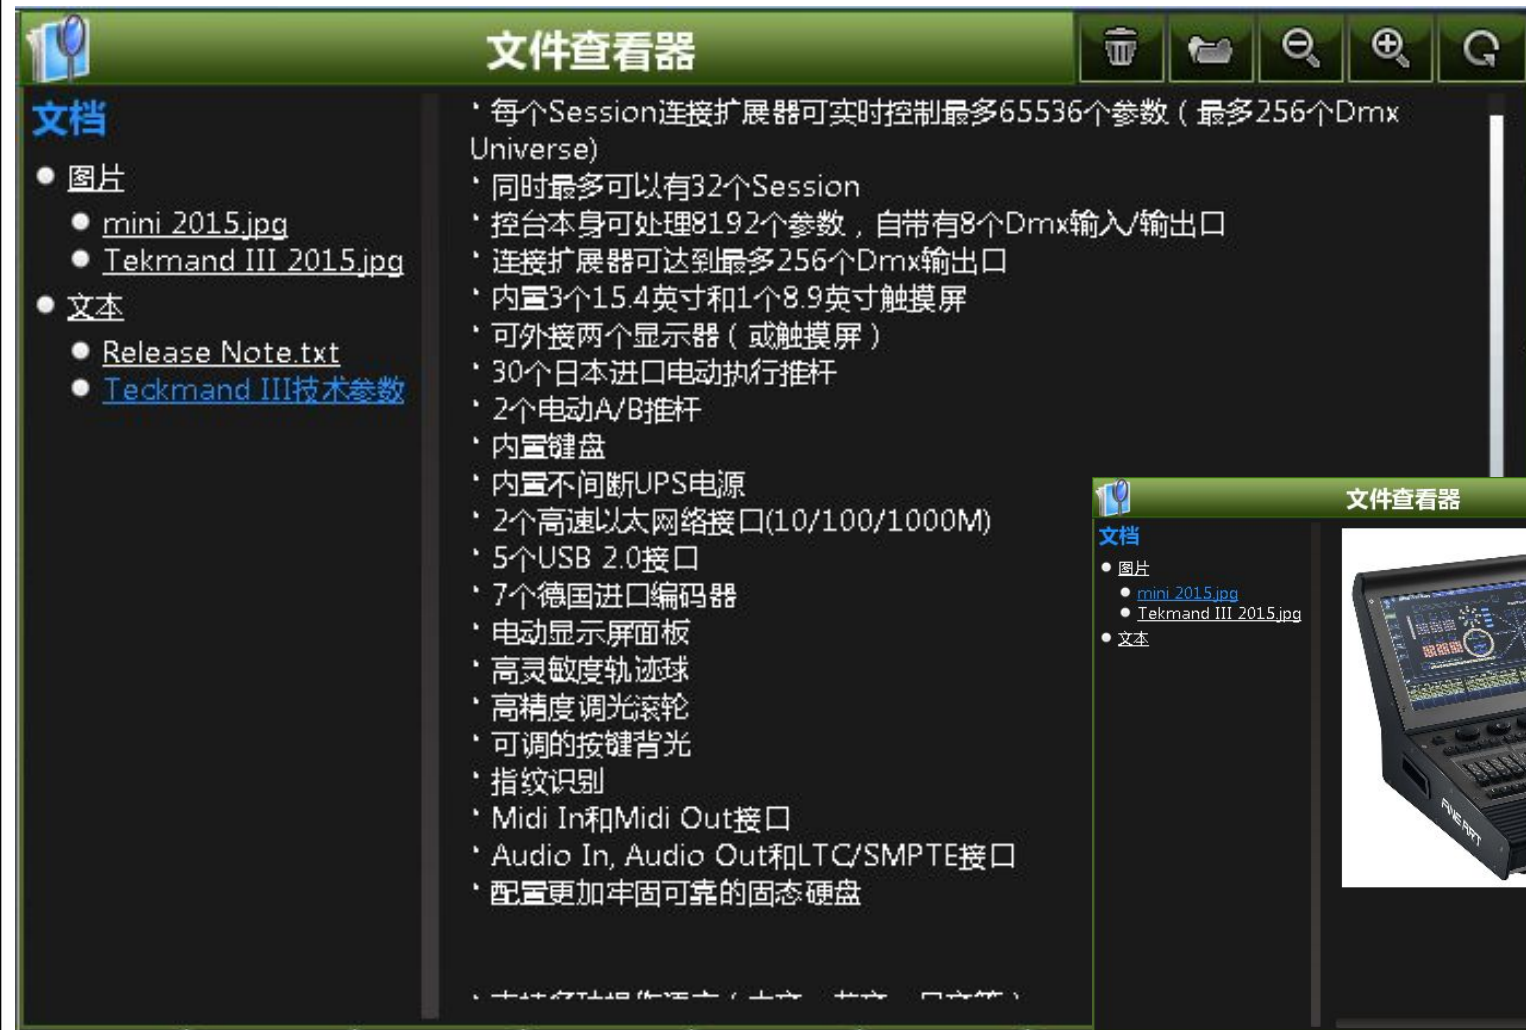 文件查看器
文档
图片
mini 2015.jpg
Tekmand III 2015.jpg
文本
Release Note.txt
Teckmand III技术参数
· 每个Session连接扩展器可实时控制最多65536个参数（最多256个Dmx
Universe)
· 同时最多可以有32个Session
· 控台本身可处理8192个参数，自带有8个Dmx输入/输出口
· 连接扩展器可达到最多256个Dmx输出口
· 内置3个15.4英寸和1个8.9英寸触摸屏
· 可外接两个显示器（或触摸屏）
· 30个日本进口电动执行推杆
· 2个电动A/B推杆
· 内置键盘
· 内置不间断UPS电源
· 2个高速以太网络接口(10/100/1000M)
· 5个USB 2.0接口
· 7个德国进口编码器
· 电动显示屏面板
· 高灵敏度轨迹球
· 高精度调光滚轮
· 可调的按键背光
· 指纹识别
· Midi In和Midi Out接口
· Audio In, Audio Out和LTC/SMPTE接口
· 配置更加牢固可靠的固态硬盘
文件查看器
文档
图片
mini 2015.jpg
Tekmand III 2015.jpg
文本
FINE ART